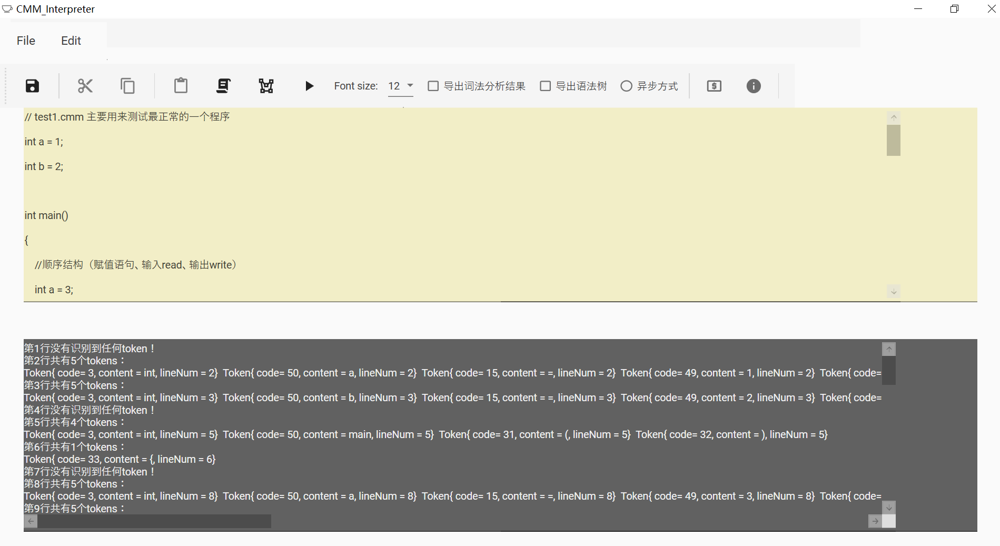 CMM_Interpreter
File Edit
Font size: 12 导出词法分析结果 导出语法树 异步方式
// test1.cmm 主要用来测试最正常的一个程序
int a = 1;
int b = 2;
int main()
{
//顺序结构（赋值语句、输入read、输出write）
int a = 3;
第1行没有识别到任何token！
第2行共有5个tokens：
Token{ code= 3, content = int, lineNum = 2} Token{ code= 50, content = a, lineNum = 2} Token{ code= 15, content = =, lineNum = 2} Token{ code= 49, content = 1, lineNum = 2} Token{ code=
第3行共有5个tokens：
Token{ code= 3, content = int, lineNum = 3} Token{ code= 50, content = b, lineNum = 3} Token{ code= 15, content = =, lineNum = 3} Token{ code= 49, content = 2, lineNum = 3} Token{ code=
第4行没有识别到任何token！
第5行共有4个tokens：
Token{ code= 3, content = int, lineNum = 5} Token{ code= 50, content = main, lineNum = 5} Token{ code= 31, content = (, lineNum = 5} Token{ code= 32, content = ), lineNum = 5}
第6行共有1个tokens：
Token{ code= 33, content = {, lineNum = 6}
第7行没有识别到任何token！
第8行共有5个tokens：
Token{ code= 3, content = int, lineNum = 8} Token{ code= 50, content = a, lineNum = 8} Token{ code= 15, content = =, lineNum = 8} Token{ code= 49, content = 3, lineNum = 8} Token{ code=
第9行共有5个tokens：